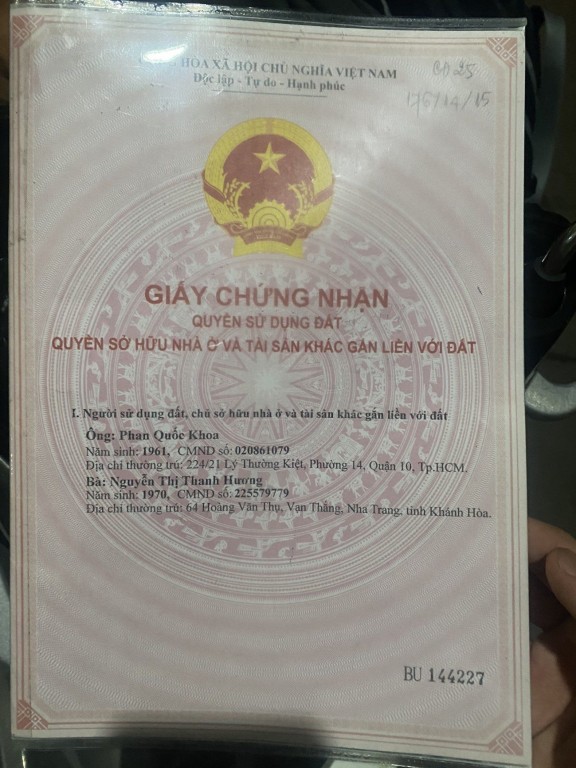 HÒA XÃ HỘI CHỦ NGHĨA VIỆT NAM
Độc lập - Tự do - Hạnh phúc
176/14/15
GIẤY CHỨNG NHẬN
QUYỀN SỬ DỤNG ĐẤT
QUYỀN SỞ HỮU NHÀ Ở VÀ TÀI SẢN KHÁC GẮN LIỀN VỚI ĐẤT
I. Người sử dụng đất, chủ sở hữu nhà ở và tài sản khác gắn liền với đất
Ông: Phan Quốc Khoa
Năm sinh: 1961, CMND số: 020861079
Địa chỉ thường trú: 224/21 Lý Thường Kiệt, Phường 14, Quận 10, Tp.HCM.
Bà: Nguyễn Thị Thanh Hương
Năm sinh: 1970, CMND số: 225579779
Địa chỉ thường trú: 64 Hoàng Văn Thụ, Vạn Thắng, Nha Trang, tỉnh Khánh Hòa.
BU 144227